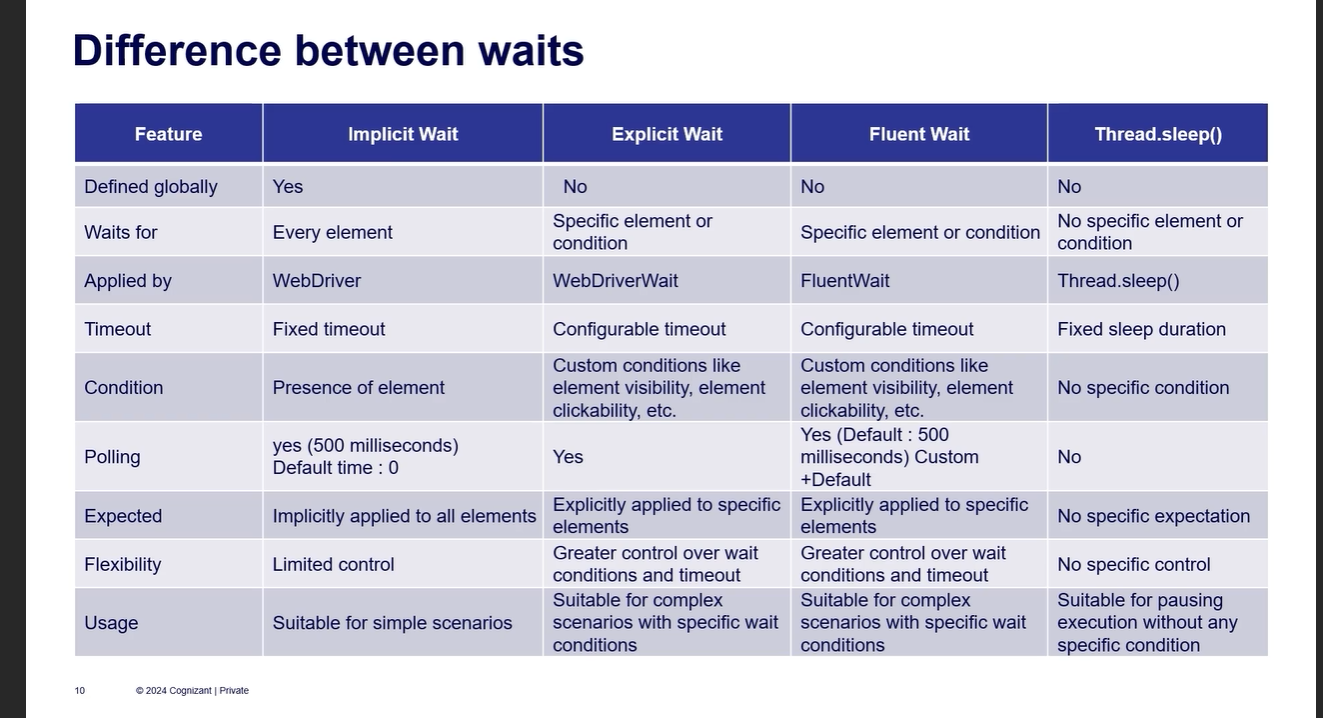 Difference between waits
Feature
Implicit Wait
Explicit Wait
Fluent Wait
Thread.sleep()
Defined globally
Yes
No
No
No
Waits for
Every element
Specific element or
condition
Specific element or condition
No specific element or
condition
Applied by
WebDriver
WebDriverWait
FluentWait
Thread.sleep()
Timeout
Fixed timeout
Configurable timeout
Configurable timeout
Fixed sleep duration
Condition
Presence of element
Custom conditions like
element visibility, element
clickability, etc.
Custom conditions like
element visibility, element
clickability, etc.
No specific condition
Polling
yes (500 milliseconds)
Default time : 0
Yes
Yes (Default : 500
milliseconds) Custom
+Default
No
Expected
Implicitly applied to all elements
Explicitly applied to specific
elements
Explicitly applied to specific
elements
No specific expectation
Flexibility
Limited control
Greater control over wait
conditions and timeout
Greater control over wait
conditions and timeout
No specific control
Usage
Suitable for simple scenarios
Suitable for complex
scenarios with specific wait
conditions
Suitable for complex
scenarios with specific wait
conditions
Suitable for pausing
execution without any
specific condition
10
© 2024 Cognizant | Private